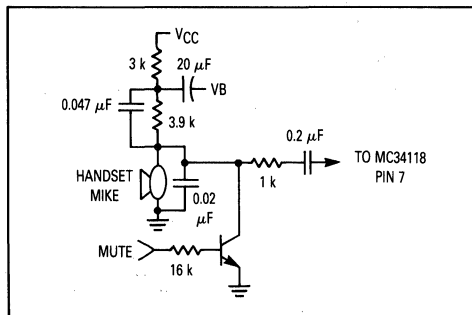 VCC
3 k
20 μF
VB
0.047 μF
3.9 k
0.2 μF
TO MC34118
PIN 7
HANDSET
MIKE
0.02
μF
1 k
MUTE
16 k